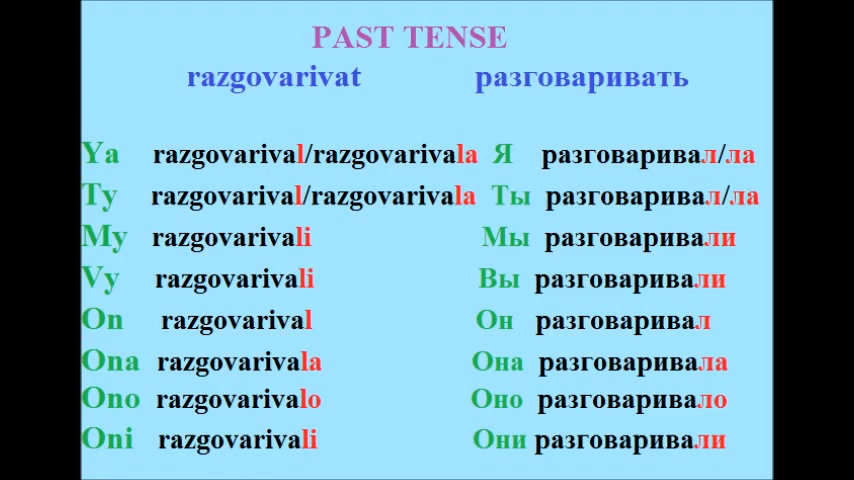 PAST TENSE
razgovarivat разговаривать
Ya razgovarival/razgovarivala Я разговаривал/ла
Ty razgovarival/razgovarivala Ты разговаривал/ла
My razgovarivali Мы разговаривали
Vy razgovarivali Вы разговаривали
On razgovarival Он разговаривал
Ona razgovarivala Она разговаривала
Ono razgovarivalo Оно разговаривало
Oni razgovarivali Они разговаривали